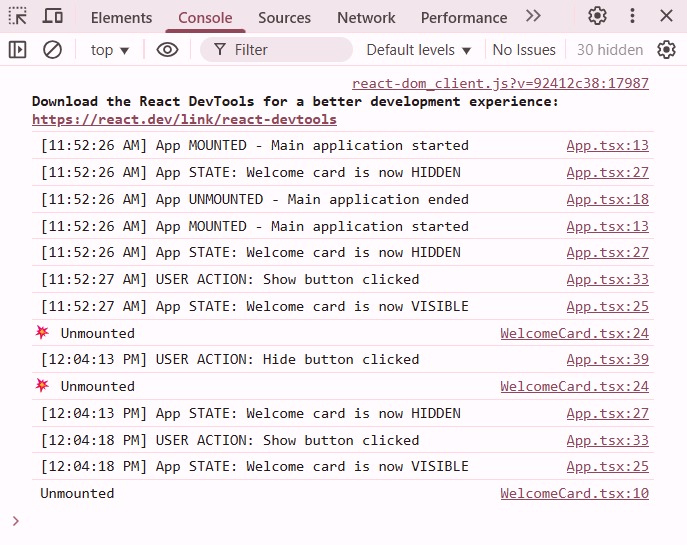 Elements Console Sources Network Performance
top Filter Default levels No Issues 30 hidden
react-dom_client.js?v=92412c38:17987
Download the React DevTools for a better development experience:
https://react.dev/link/react-devtools
[11:52:26 AM] App MOUNTED - Main application started App.tsx:13
[11:52:26 AM] App STATE: Welcome card is now HIDDEN App.tsx:27
[11:52:26 AM] App UNMOUNTED - Main application ended App.tsx:18
[11:52:26 AM] App MOUNTED - Main application started App.tsx:13
[11:52:26 AM] App STATE: Welcome card is now HIDDEN App.tsx:27
[11:52:27 AM] USER ACTION: Show button clicked App.tsx:33
[11:52:27 AM] App STATE: Welcome card is now VISIBLE App.tsx:25
💥 Unmounted WelcomeCard.tsx:24
[12:04:13 PM] USER ACTION: Hide button clicked App.tsx:39
💥 Unmounted WelcomeCard.tsx:24
[12:04:13 PM] App STATE: Welcome card is now HIDDEN App.tsx:27
[12:04:18 PM] USER ACTION: Show button clicked App.tsx:33
[12:04:18 PM] App STATE: Welcome card is now VISIBLE App.tsx:25
Unmounted WelcomeCard.tsx:10